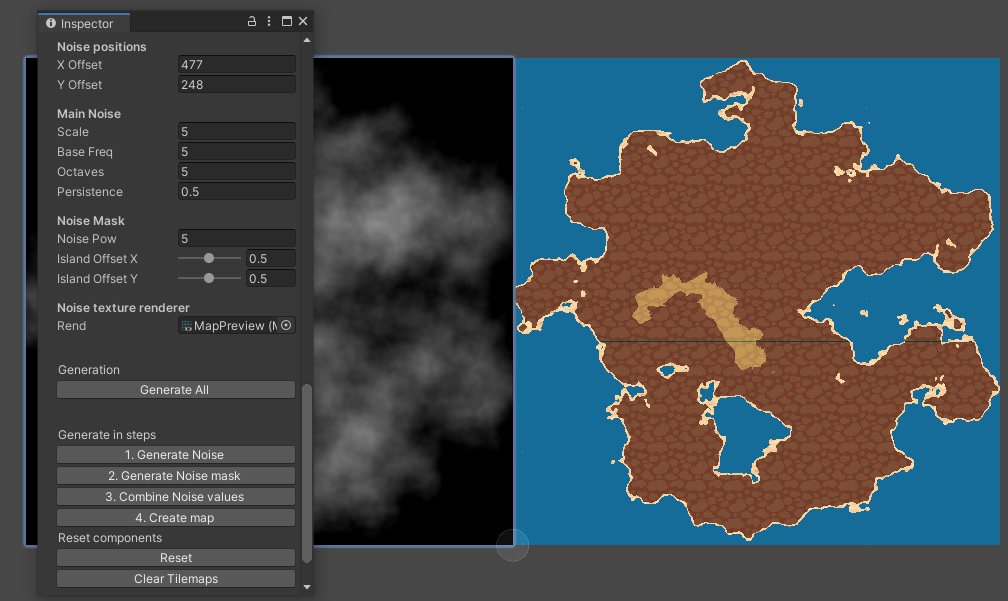 Inspector
Noise positions
X Offset 477
Y Offset 248
Main Noise
Scale 5
Base Freq 5
Octaves 5
Persistence 0.5
Noise Mask
Noise Pow 5
Island Offset X 0.5
Island Offset Y 0.5
Noise texture renderer
Rend MapPreview (M
Generation
Generate All
Generate in steps
1. Generate Noise
2. Generate Noise mask
3. Combine Noise values
4. Create map
Reset components
Reset
Clear Tilemaps